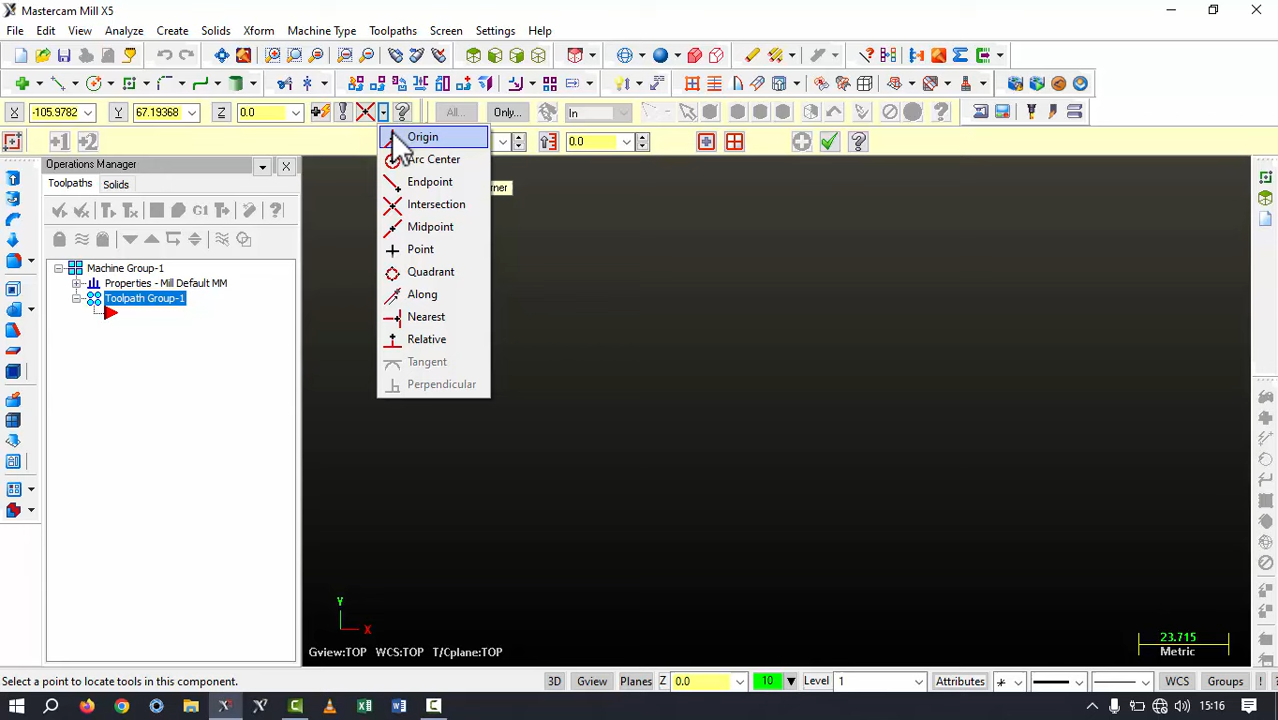 Mastercam Mill X5
File Edit View Analyze Create Solids Xform Machine Type Toolpaths Screen Settings Help
X -105.9782 Y 67.19368 Z 0.0 All... Only... In
+1 +2 0.0
Operations Manager
Origin
Arc Center
Endpoint
Intersection
Midpoint
Point
Quadrant
Along
Nearest
Relative
Tangent
Perpendicular
Toolpaths Solids
G1
Machine Group-1
Properties - Mill Default MM
Toolpath Group-1
Y
X
Gview:TOP WCS:TOP T/Cplane:TOP
23.715
Metric
Select a point to locate tools in this component.
3D Gview Planes Z 0.0 10 Level 1 Attributes WCS Groups
15:16